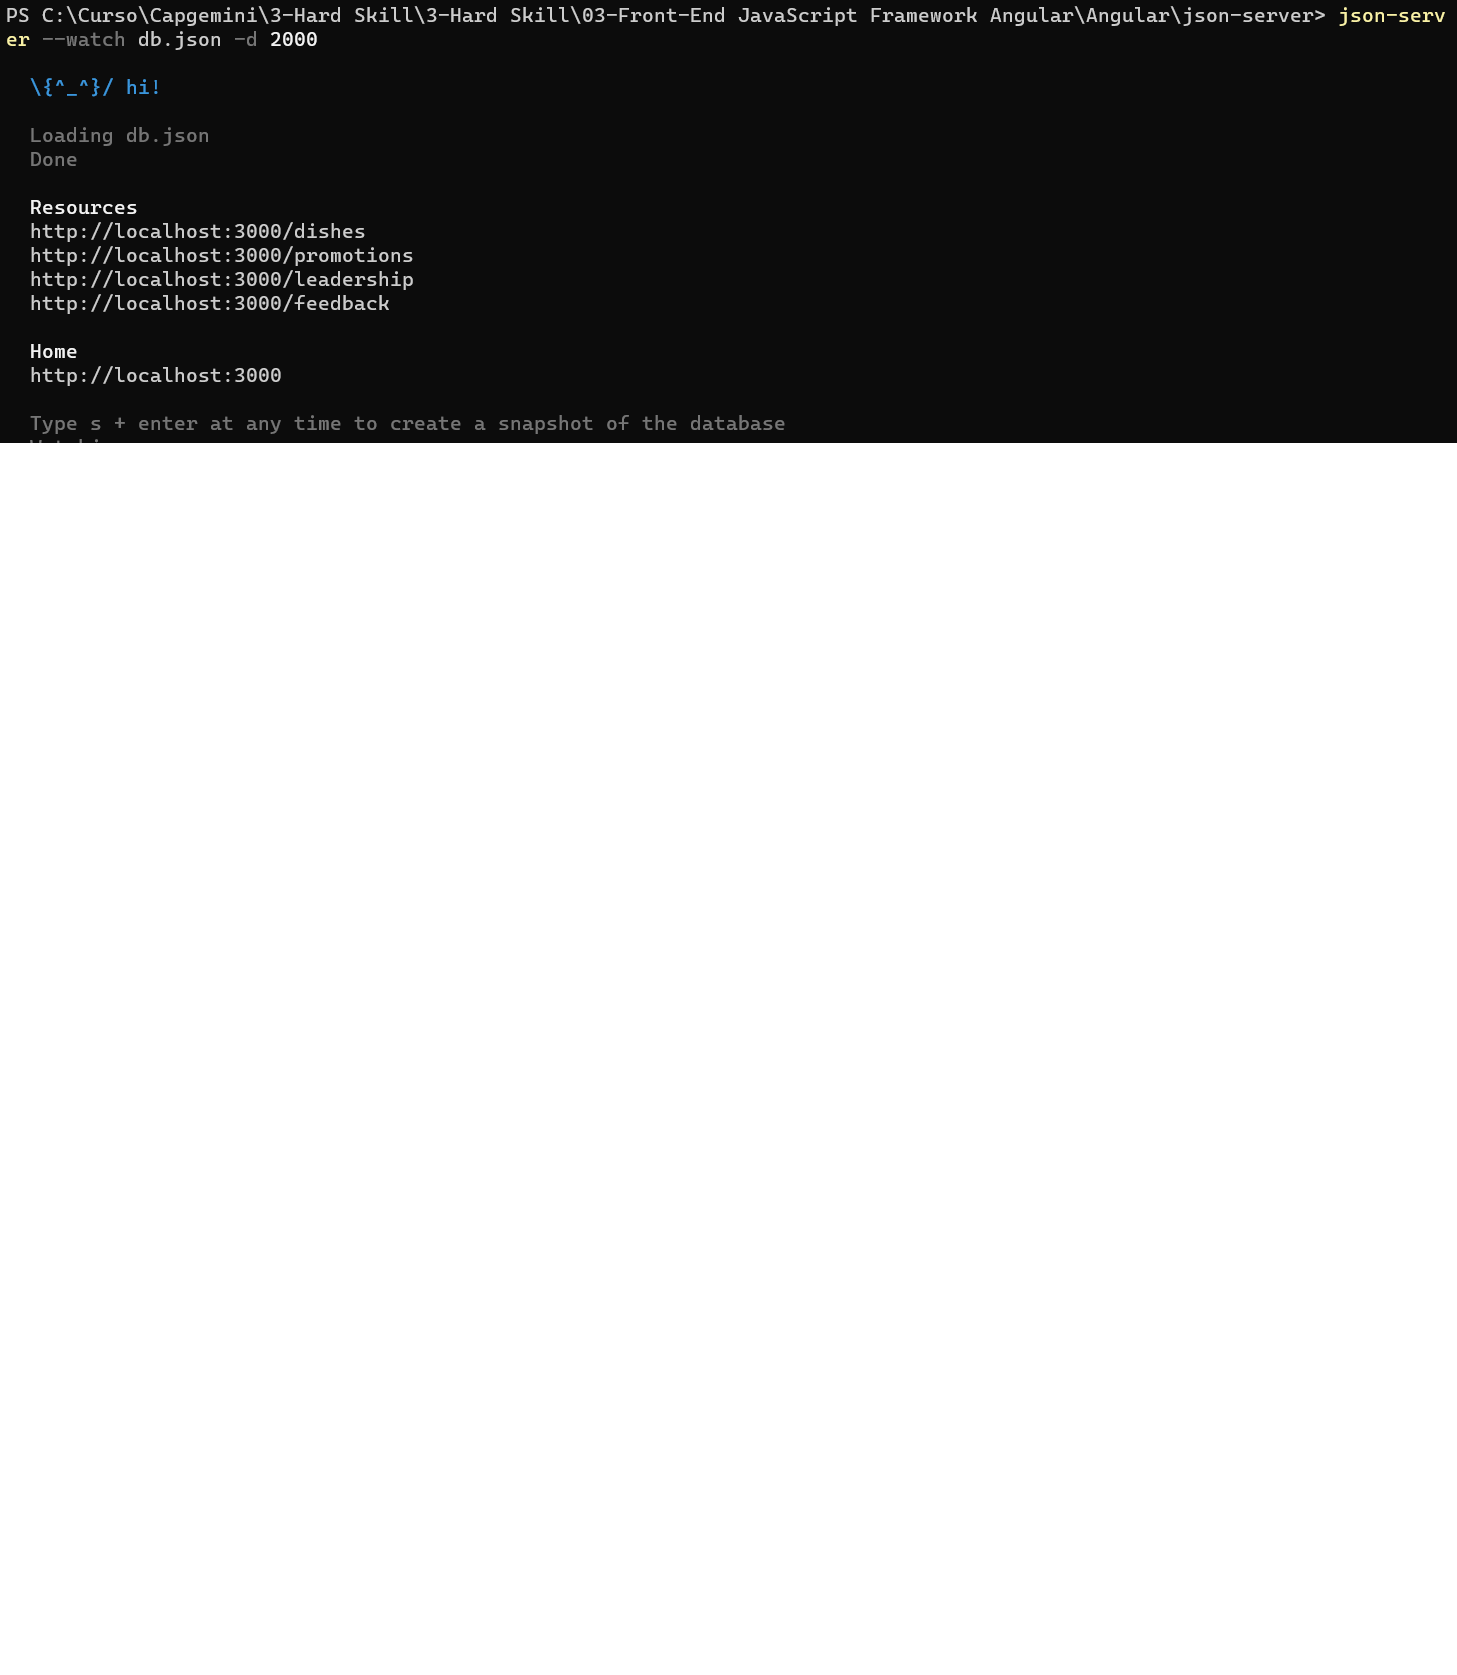 PS C:\Curso\Capgemini\3-Hard Skill\3-Hard Skill\03-Front-End JavaScript Framework Angular\Angular\json-server> json-serv
er --watch db.json -d 2000
\{^_^}/ hi!
Loading db.json
Done
Resources
http://localhost:3000/dishes
http://localhost:3000/promotions
http://localhost:3000/leadership
http://localhost:3000/feedback
Home
http://localhost:3000
Type s + enter at any time to create a snapshot of the database